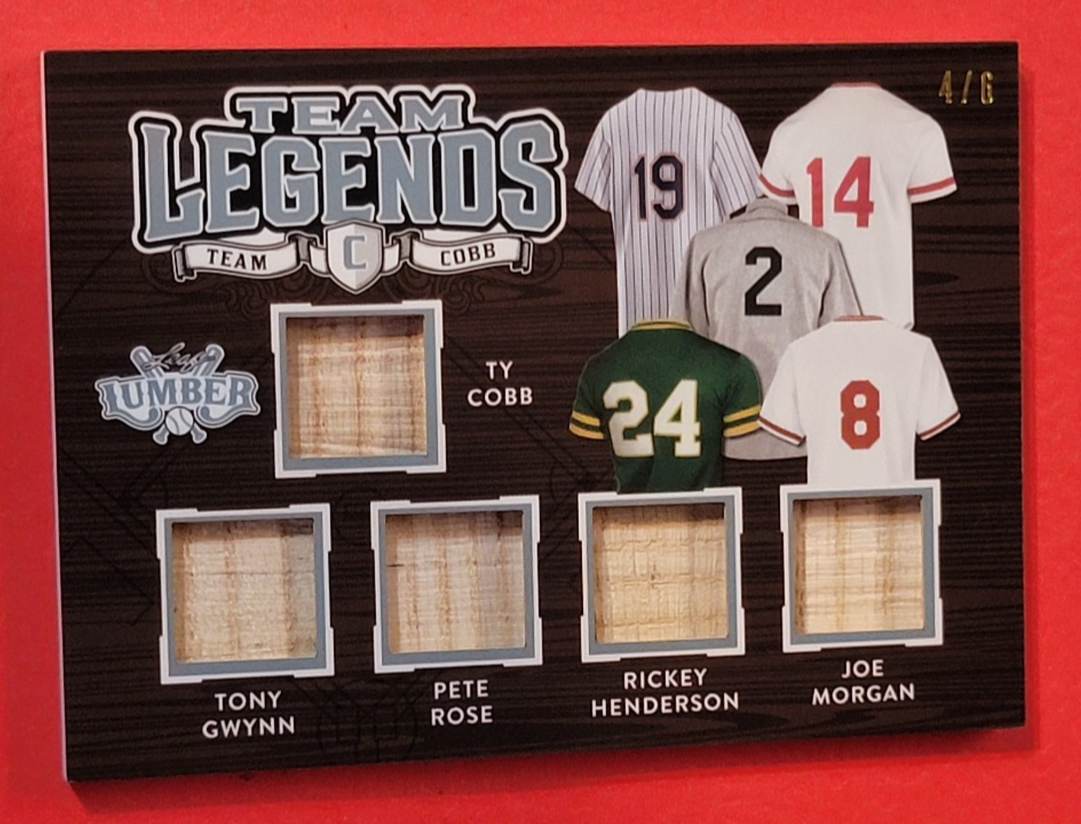 4/6
TEAM
LEGENDS
C
TEAM COBB
19
14
2
24
8
Leaf
LUMBER
TY
COBB
TONY
GWYNN
PETE
ROSE
RICKEY
HENDERSON
JOE
MORGAN